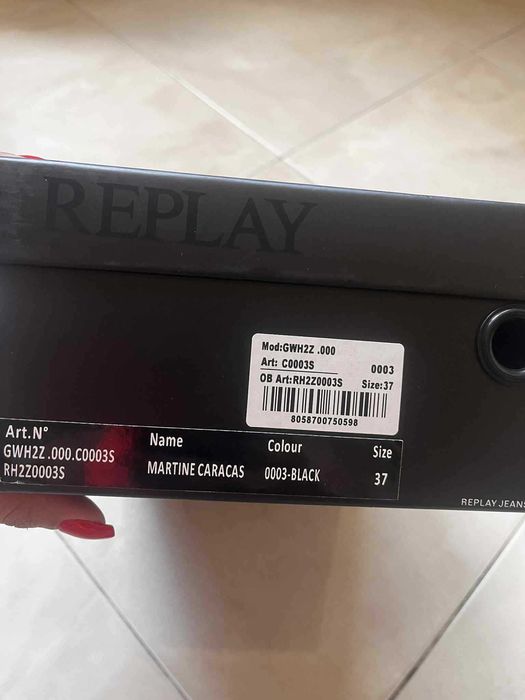 REPLAY
Mod:GWH2Z .000
Art: C0003S 0003
OB Art:RH2Z0003S Size:37
8058700750598
Art.N° Name Colour Size
GWH2Z .000.C0003S MARTINE CARACAS 0003-BLACK 37
RH2Z0003S
REPLAY JEANS